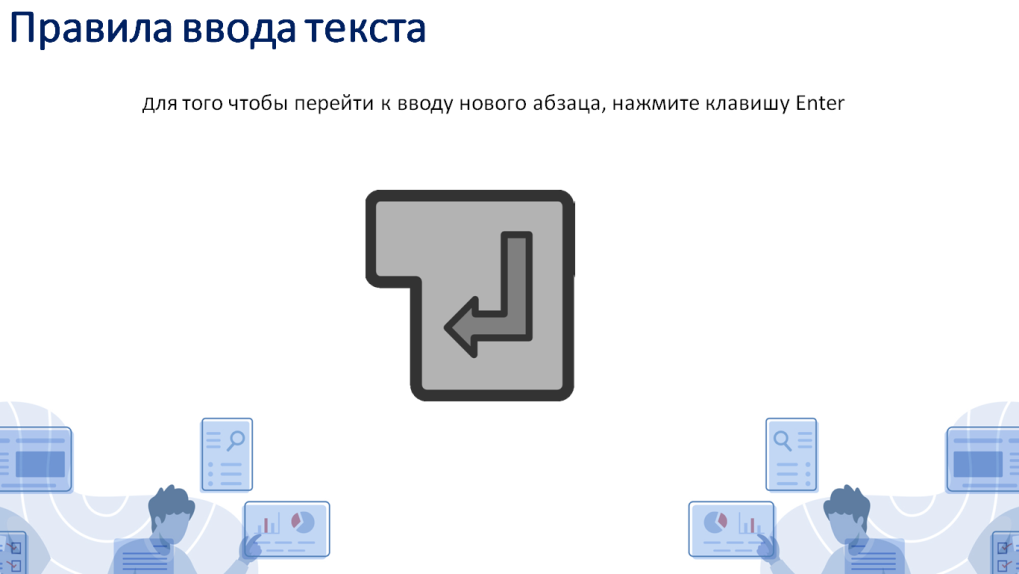 Правила ввода текста
Для того чтобы перейти к вводу нового абзаца, нажмите клавишу Enter